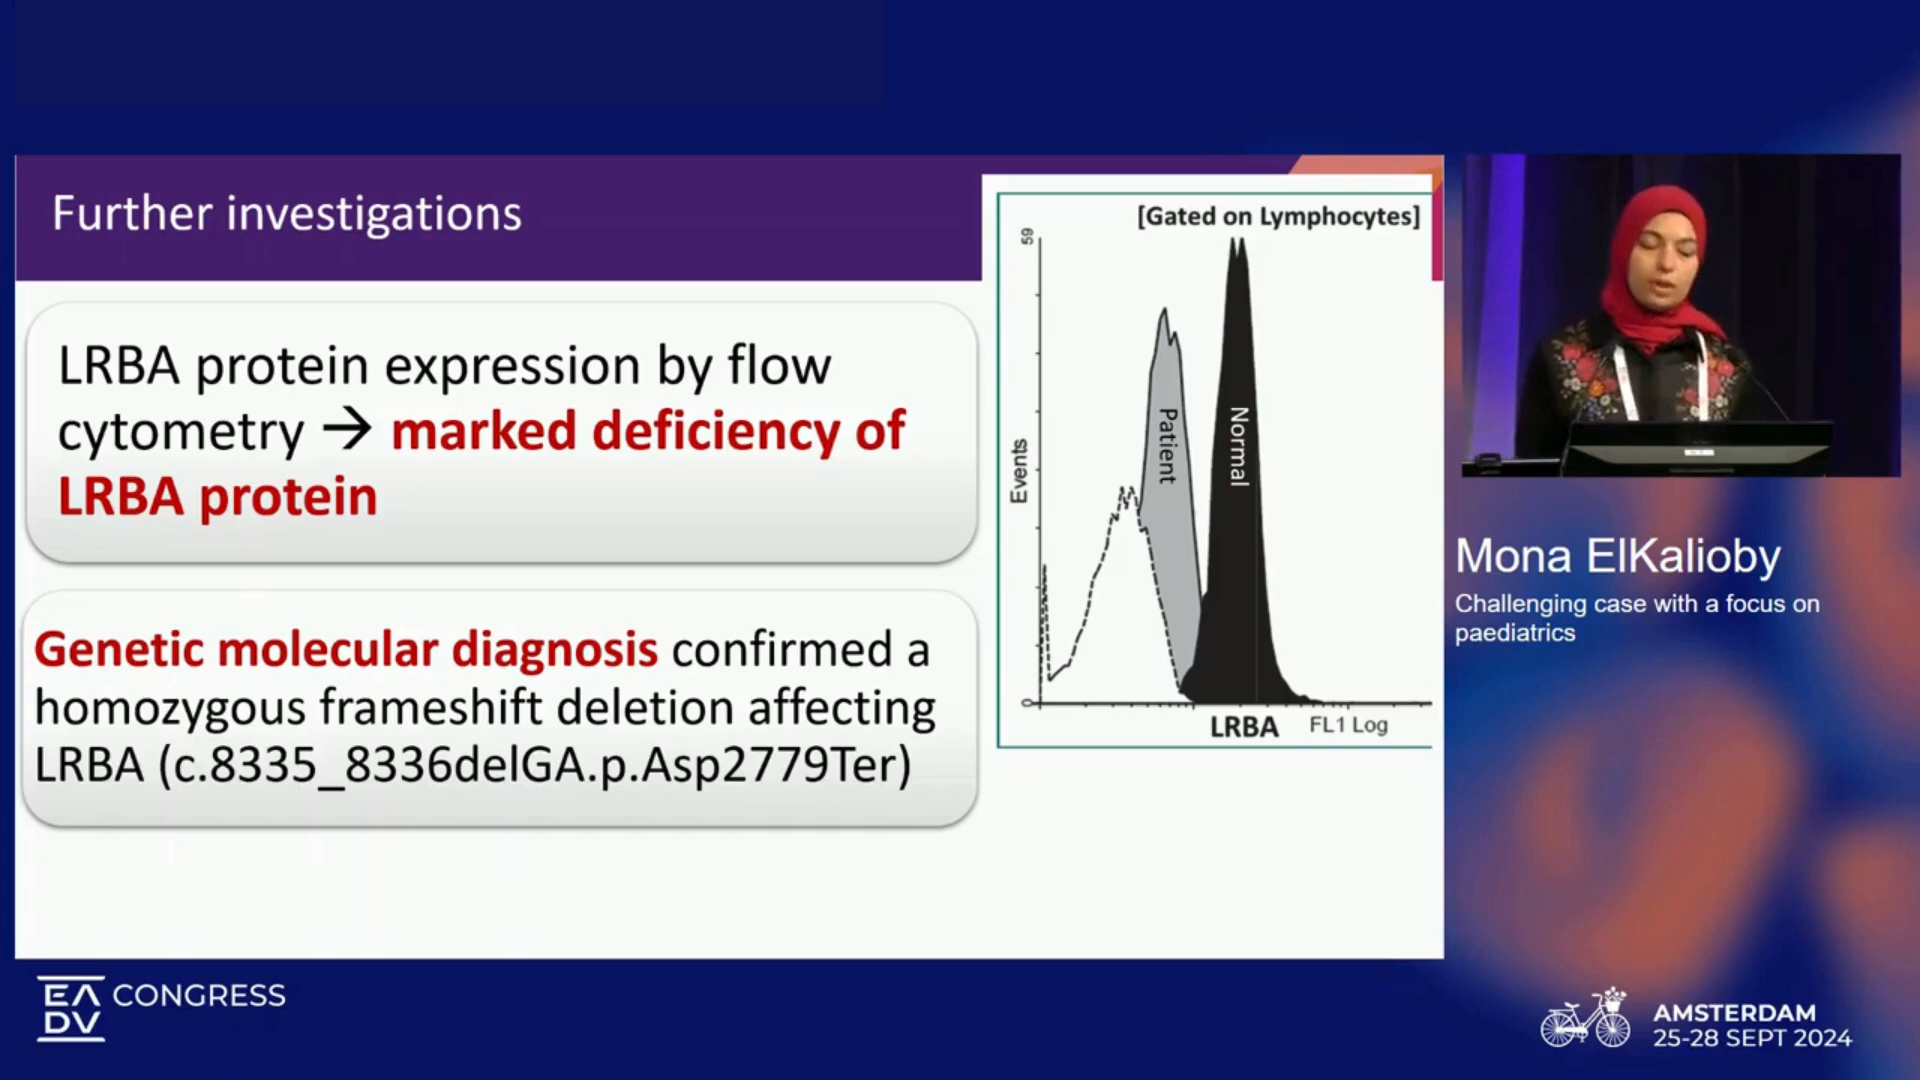 Further investigations
LRBA protein expression by flow
cytometry → marked deficiency of
LRBA protein
Genetic molecular diagnosis confirmed a
homozygous frameshift deletion affecting
LRBA (c.8335_8336delGA.p.Asp2779Ter)
[Gated on Lymphocytes]
59
Events
Patient
Normal
0
LRBA FL1 Log
Mona ElKalioby
Challenging case with a focus on
paediatrics
EADV CONGRESS
AMSTERDAM
25-28 SEPT 2024